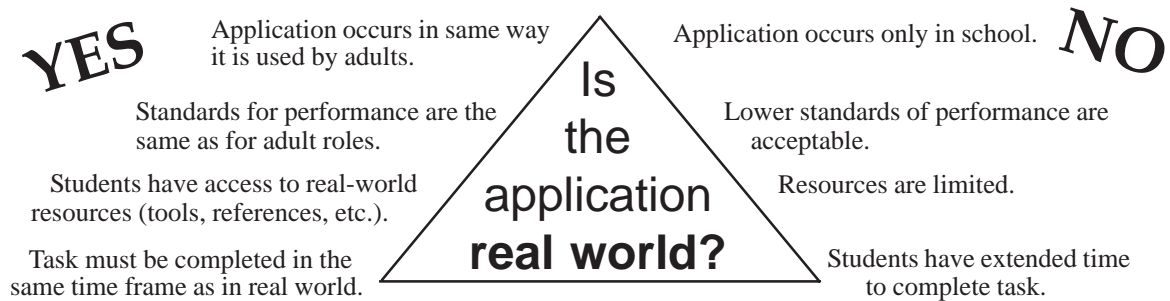 YES
Application occurs in same way
it is used by adults.
Standards for performance are the
same as for adult roles.
Students have access to real-world
resources (tools, references, etc.).
Task must be completed in the
same time frame as in real world.
Is
the
application
real world?
NO
Application occurs only in school.
Lower standards of performance are
acceptable.
Resources are limited.
Students have extended time
to complete task.